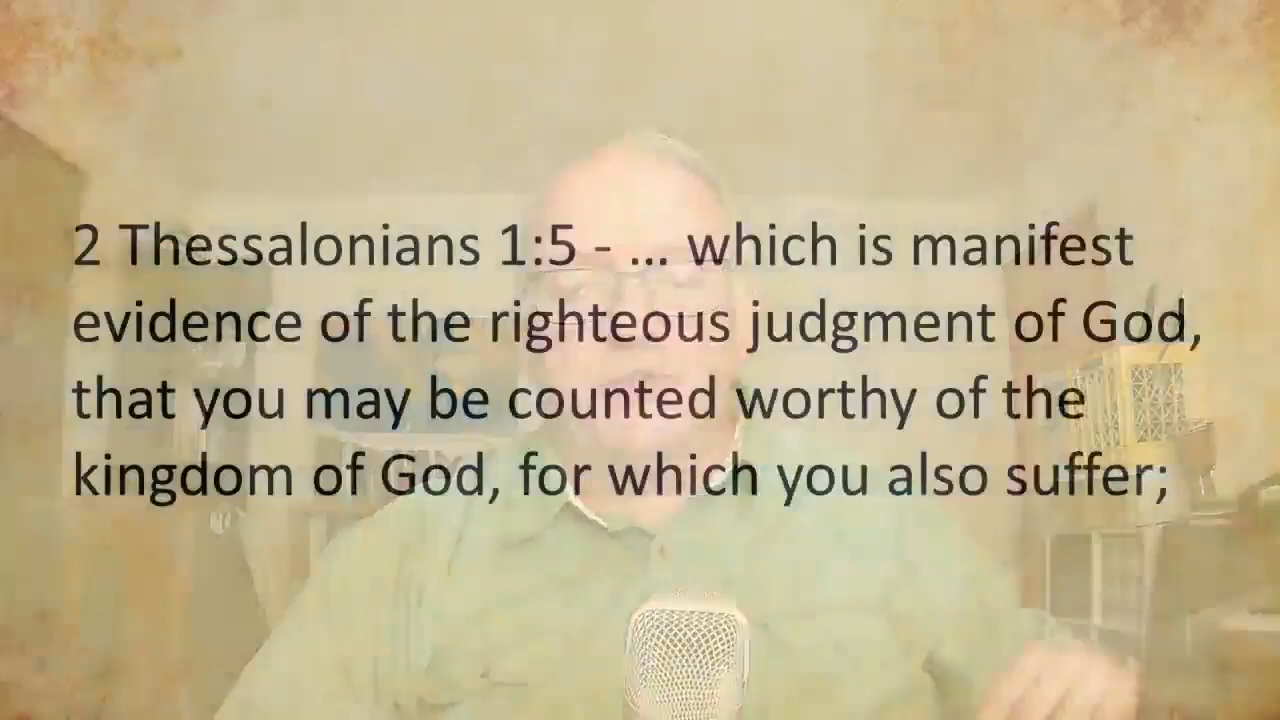 2 Thessalonians 1:5 - ... which is manifest
evidence of the righteous judgment of God,
that you may be counted worthy of the
kingdom of God, for which you also suffer;